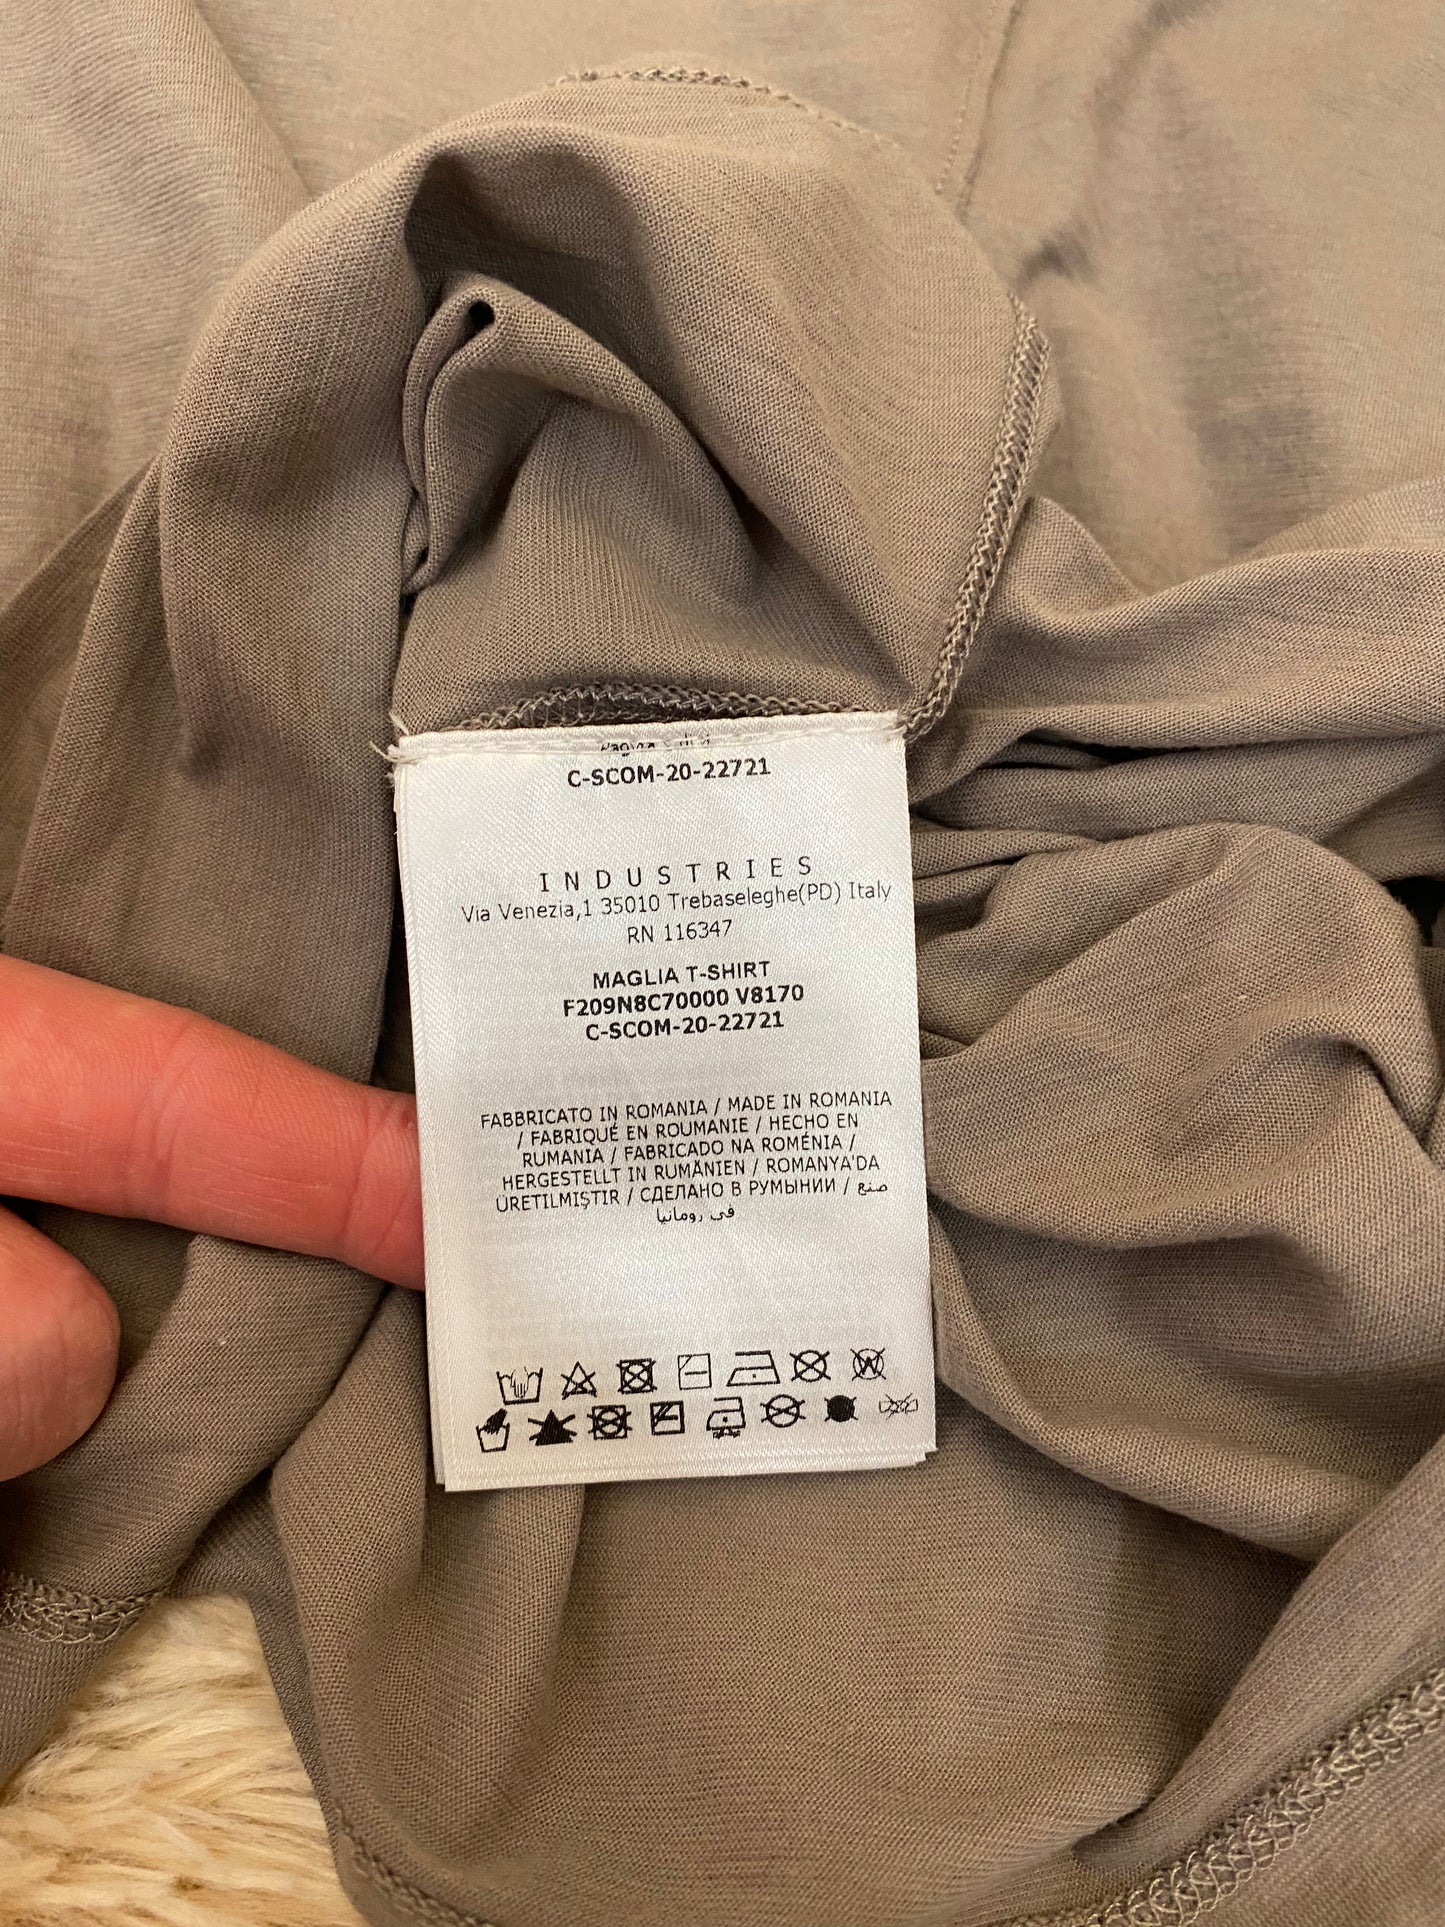 C-SCOM-20-22721
INDUSTRIES
Via Venezia,1 35010 Trebaseleghe(PD) Italy
RN 116347
MAGLIA T-SHIRT
F209N8C70000 V8170
C-SCOM-20-22721
FABBRICATO IN ROMANIA / MADE IN ROMANIA
/ FABRIQUÉ EN ROUMANIE / HECHO EN
RUMANIA / FABRICADO NA ROMÉNIA /
HERGESTELLT IN RUMÄNIEN / ROMANYA'DA
ÜRETILMIŞTIR / СДЕЛАНО В РУМЫНИИ / صنع
في رومانيا